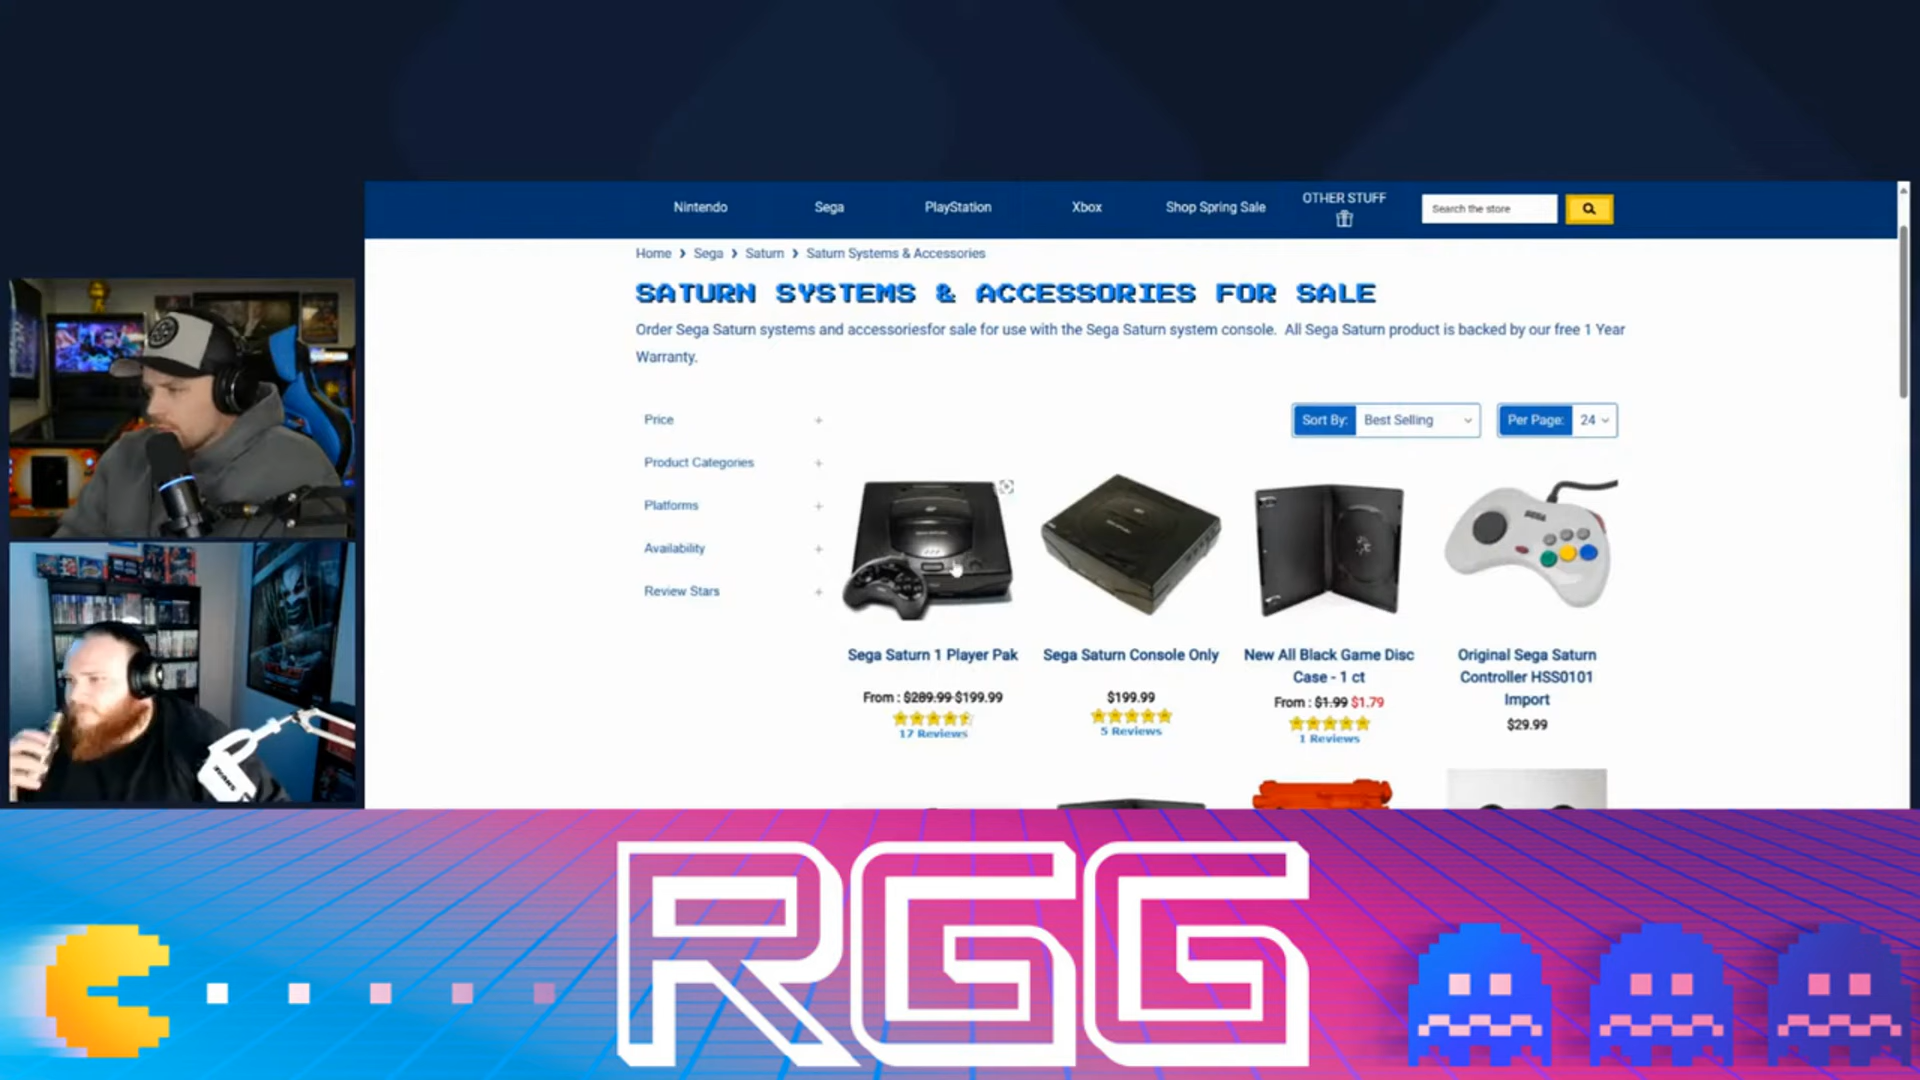 Nintendo
Sega
PlayStation
Xbox
Shop Spring Sale
OTHER STUFF
Search the store
Home > Sega > Saturn > Saturn Systems & Accessories
SATURN SYSTEMS & ACCESSORIES FOR SALE
Order Sega Saturn systems and accessoriesfor sale for use with the Sega Saturn system console. All Sega Saturn product is backed by our free 1 Year
Warranty.
Price +
Product Categories +
Platforms +
Availability +
Review Stars +
Sort By: Best Selling
Per Page: 24
SEGA
Sega Saturn 1 Player Pak
From : $289.99 $199.99
17 Reviews
Sega Saturn Console Only
$199.99
5 Reviews
New All Black Game Disc
Case - 1 ct
From : $1.99 $1.79
1 Reviews
Original Sega Saturn
Controller HSS0101
Import
$29.99
RGG